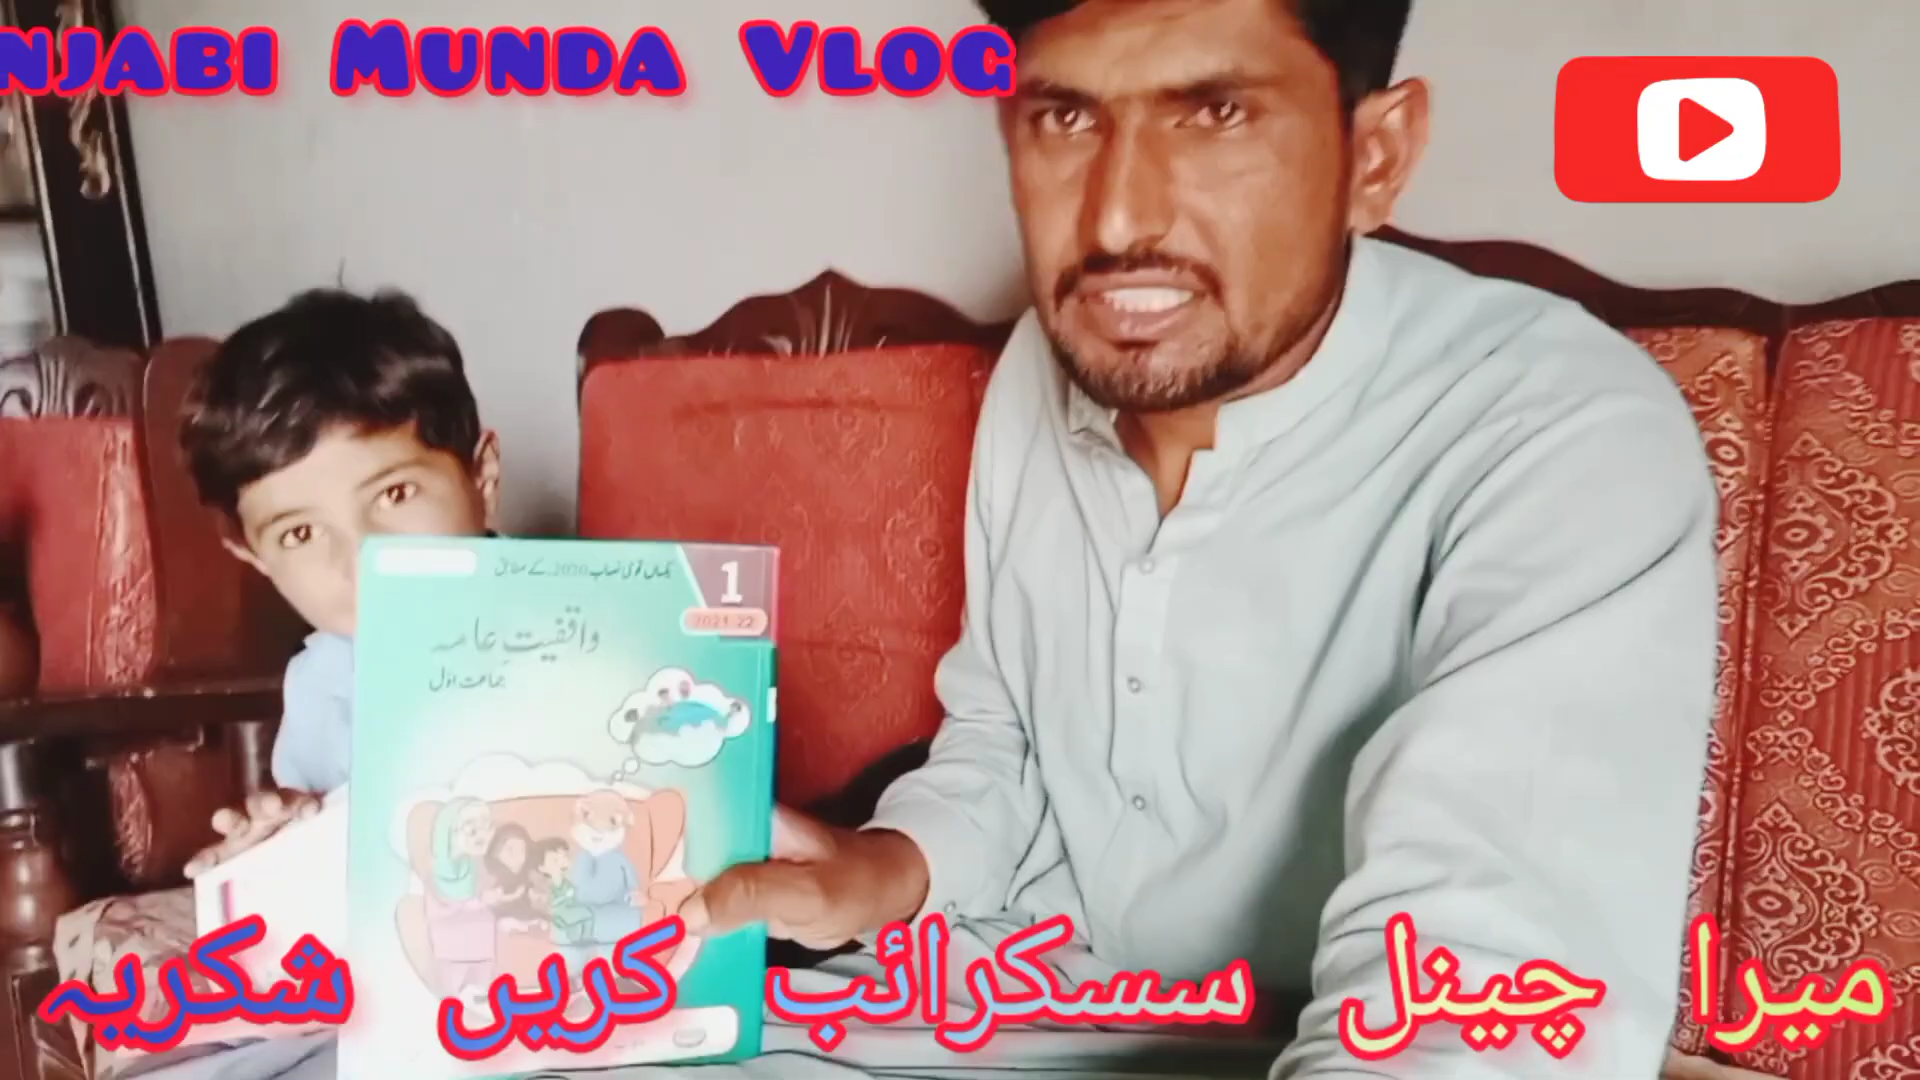 njabi Munda Vlog
یکساں قومی نصاب 2020 کے مطابق
1
2021-22
واقفیتِ عامہ
جماعت اوّل
میرا چینل سسکرائب کریں شکریہ